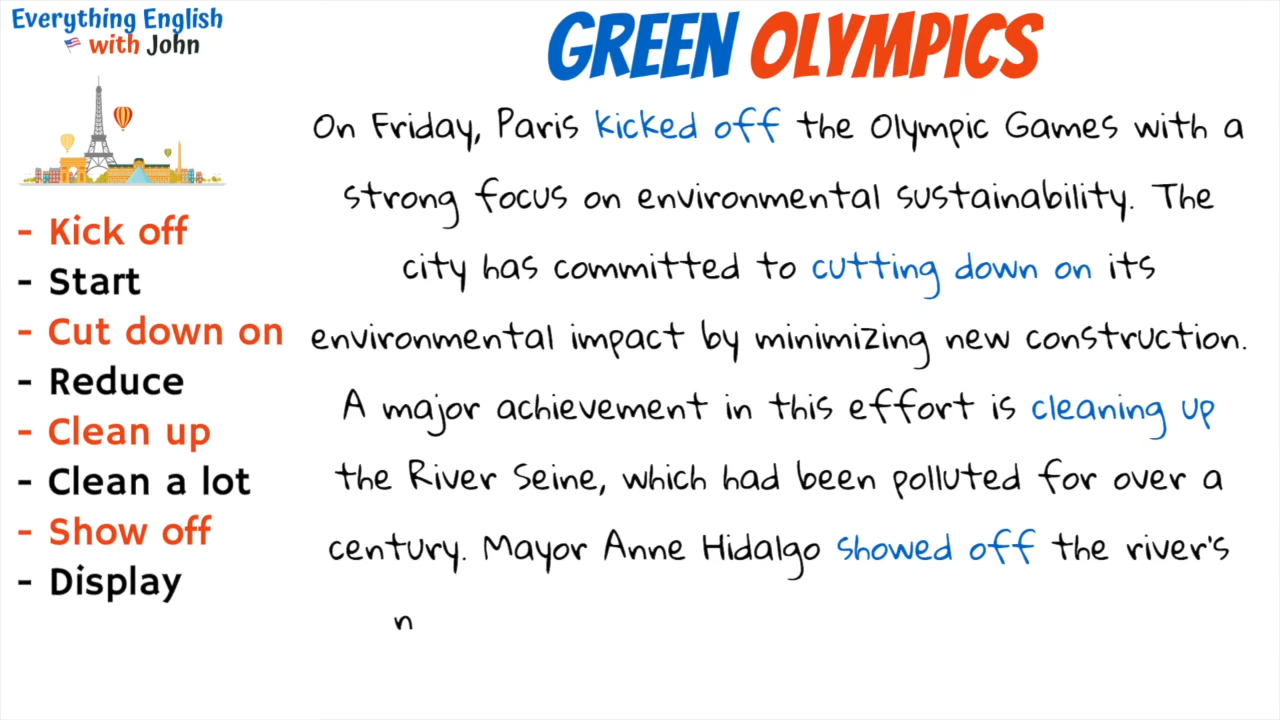 Everything English
with John
GREEN OLYMPICS
- Kick off
- Start
- Cut down on
- Reduce
- Clean up
- Clean a lot
- Show off
- Display
On Friday, Paris kicked off the Olympic Games with a
strong focus on environmental sustainability. The
city has committed to cutting down on its
environmental impact by minimizing new construction.
A major achievement in this effort is cleaning up
the River Seine, which had been polluted for over a
century. Mayor Anne Hidalgo showed off the river's
n